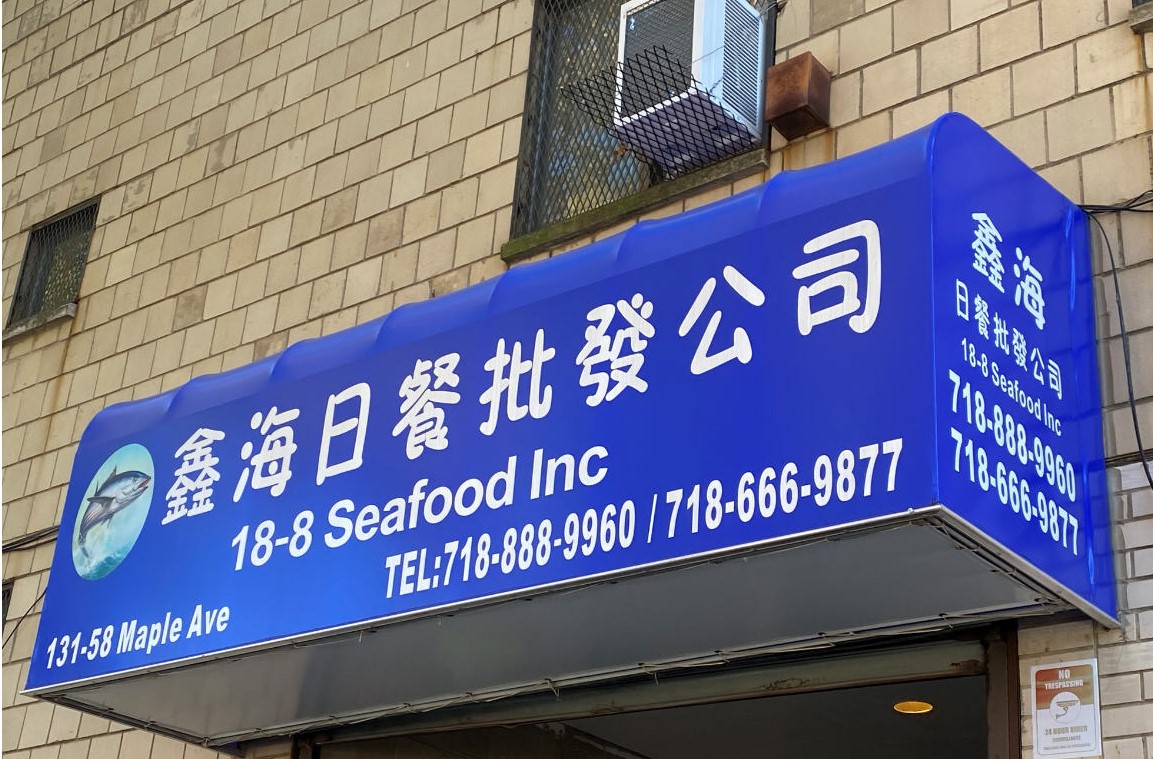 鑫海日餐批發公司
18-8 Seafood Inc
TEL:718-888-9960 / 718-666-9877
131-58 Maple Ave
鑫海
日餐批發公司
18-8 Seafood Inc
718-888-9960
718-666-9877
NO
TRESPASSING
24 HOUR VIDEO
SURVEILLANCE